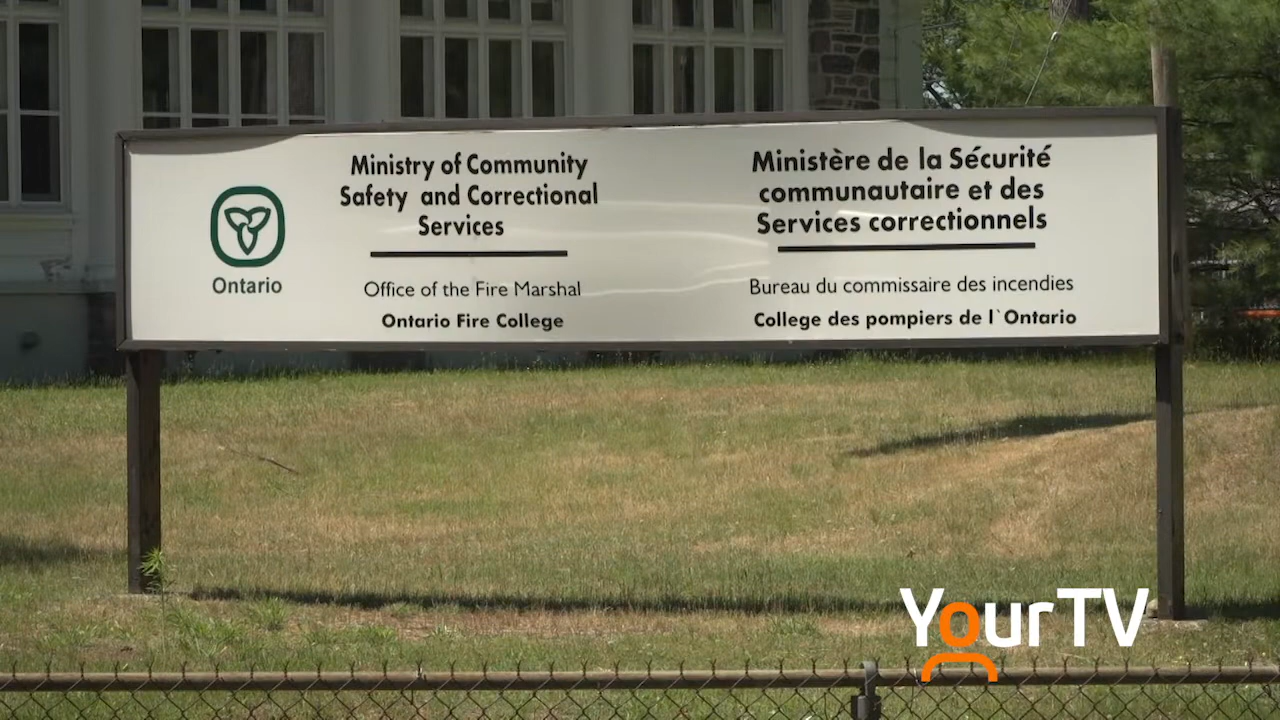 Ministry of Community
Safety and Correctional
Services
Office of the Fire Marshal
Ontario Fire College
Ontario
Ministère de la Sécurité
communautaire et des
Services correctionnels
Bureau du commissaire des incendies
College des pompiers de l`Ontario
YourTV